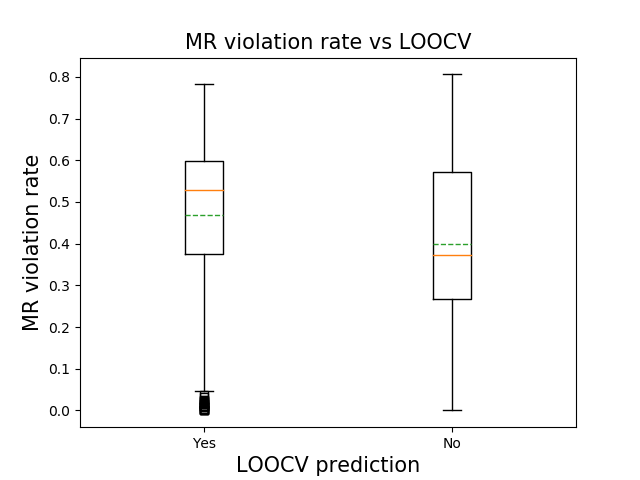 MR violation rate vs LOOCV
MR violation rate
0.8
0.7
0.6
0.5
0.4
0.3
0.2
0.1
0.0
Yes
No
LOOCV prediction